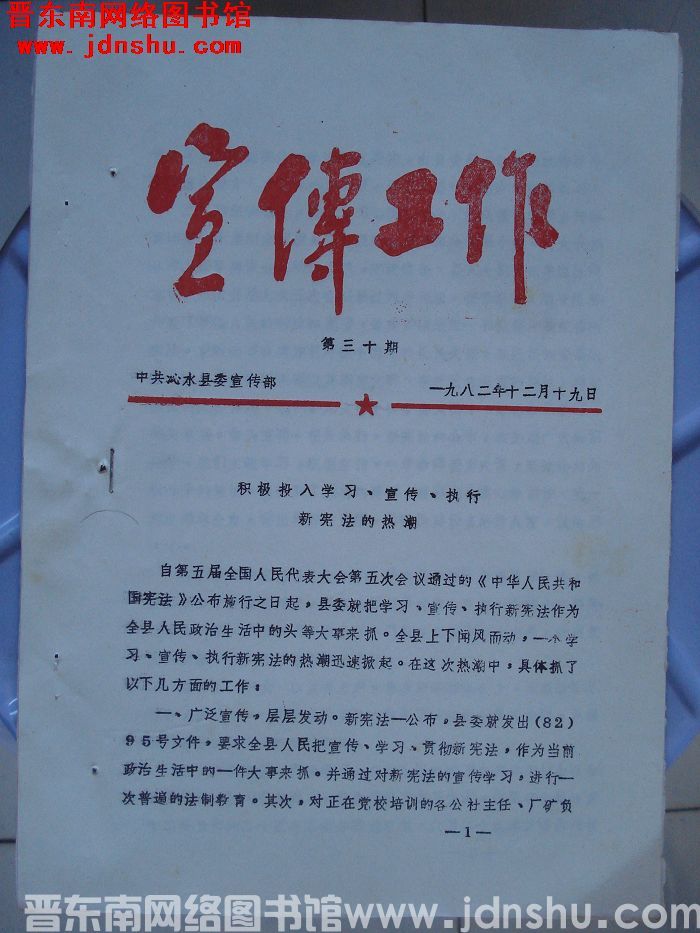 晋东南网络图书馆
www.jdnshu.com
宣傳工作
第三十期
中共沁水县委宣传部 一九八二年十二月十九日
积极投入学习、宣传、执行
新宪法的热潮
自第五届全国人民代表大会第五次会议通过的《中华人民共和
国宪法》公布施行之日起，县委就把学习、宣传、执行新宪法作为
全县人民政治生活中的头等大事来抓。全县上下闻风而动，一个学
习、宣传、执行新宪法的热潮迅速掀起。在这次热潮中，具体抓了
以下几方面的工作：
一、广泛宣传，层层发动。新宪法一公布，县委就发出（82）
95号文件，要求全县人民把宣传、学习、贯彻新宪法，作为当前
政治生活中的一件大事来抓。并通过对新宪法的宣传学习，进行一
次普遍的法制教育。其次，对正在党校培训的各公社主任、厂矿负
—1—
晋东南网络图书馆www.jdnshu.com